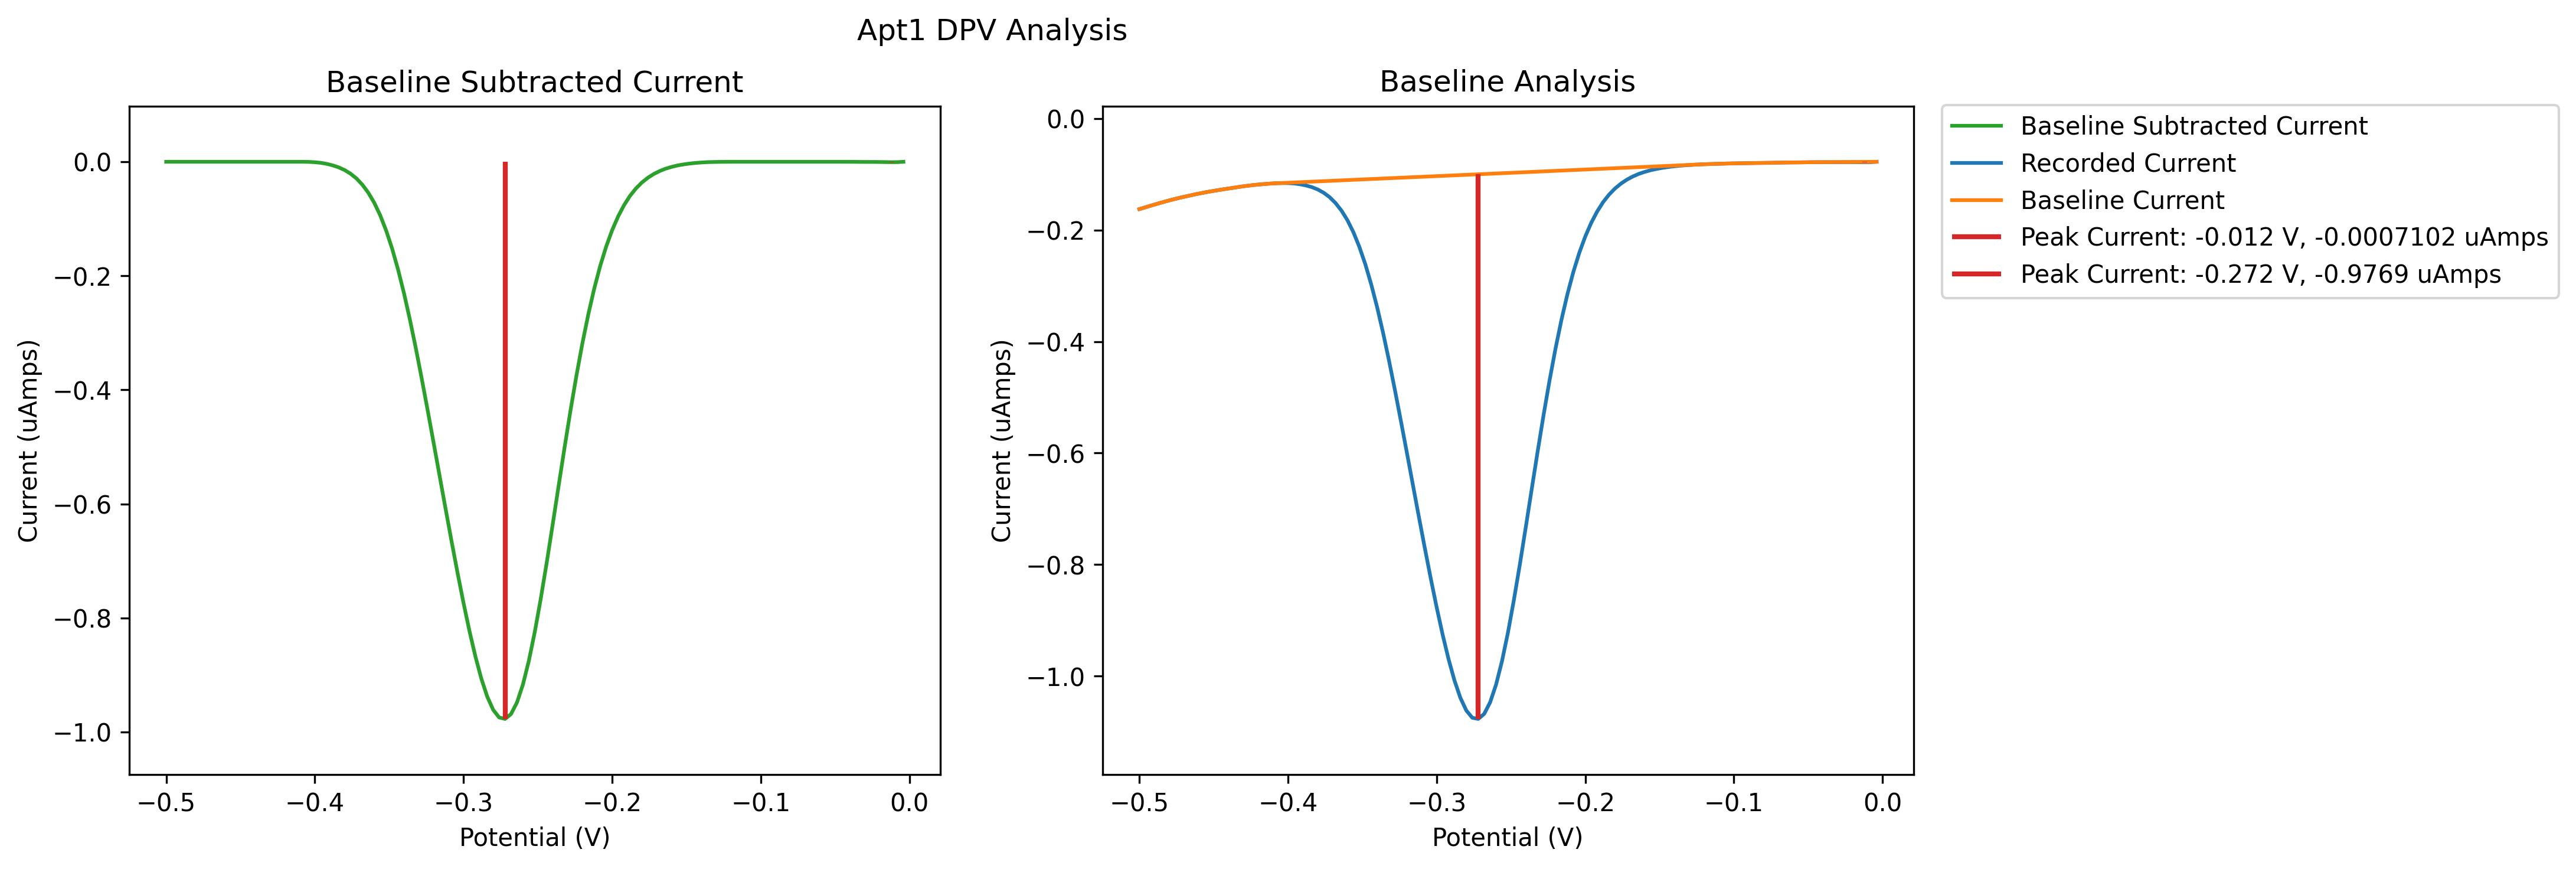 Apt1 DPV Analysis
Baseline Subtracted Current
0.0
−0.2
−0.4
−0.6
−0.8
−1.0
Current (uAmps)
−0.5 −0.4 −0.3 −0.2 −0.1 0.0
Potential (V)
Baseline Analysis
0.0
−0.2
−0.4
−0.6
−0.8
−1.0
Current (uAmps)
−0.5 −0.4 −0.3 −0.2 −0.1 0.0
Potential (V)
Baseline Subtracted Current
Recorded Current
Baseline Current
Peak Current: -0.012 V, -0.0007102 uAmps
Peak Current: -0.272 V, -0.9769 uAmps